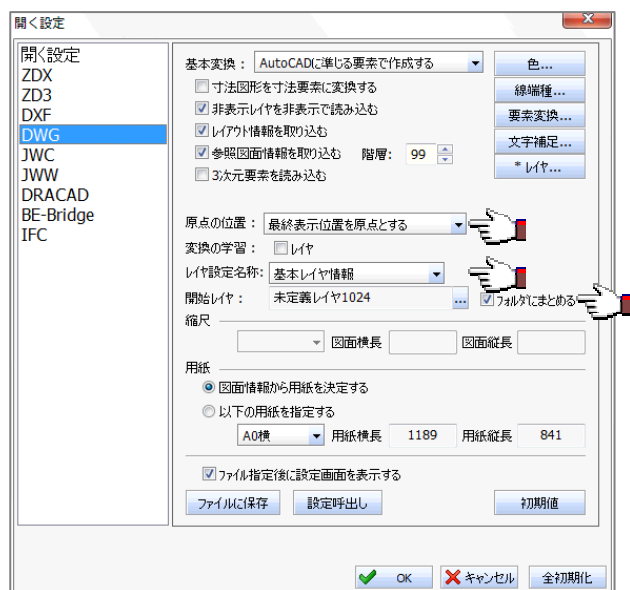 開く設定
開く設定
ZDX
ZD3
DXF
DWG
JWC
JWW
DRACAD
BE-Bridge
IFC
基本変換： AutoCADに準じる要素で作成する 色...
寸法図形を寸法要素に変換する 線端種...
非表示レイヤを非表示で読み込む 要素変換...
レイアウト情報を取り込む 文字補足...
参照図面情報を取り込む 階層： 99 * レイヤ...
3次元要素を読み込む
原点の位置： 最終表示位置を原点とする
変換の学習： レイヤ
レイヤ設定名称： 基本レイヤ情報
開始レイヤ： 未定義レイヤ1024 ... フォルダにまとめる
縮尺
図面横長 図面縦長
用紙
図面情報から用紙を決定する
以下の用紙を指定する
A0横 用紙横長 1189 用紙縦長 841
ファイル指定後に設定画面を表示する
ファイルに保存 設定呼出し 初期値
OK キャンセル 全初期化